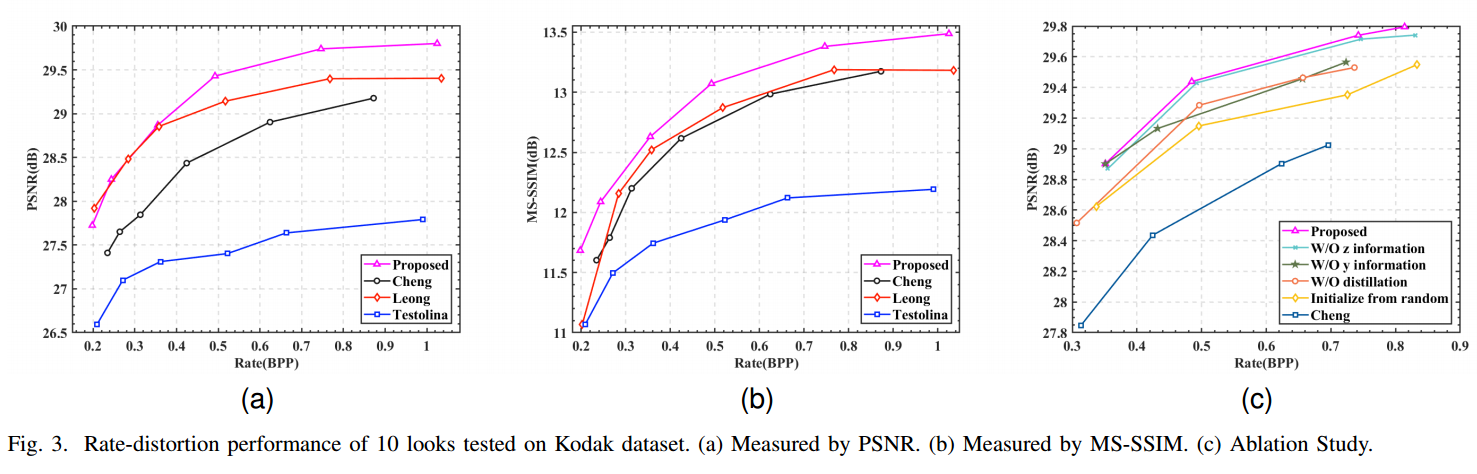 30
29.5
29
28.5
28
27.5
27
26.5
PSNR(dB)
0.2 0.3 0.4 0.5 0.6 0.7 0.8 0.9 1
Rate(BPP)
Proposed
Cheng
Leong
Testolina
(a)
13.5
13
12.5
12
11.5
11
MS-SSIM(dB)
0.2 0.3 0.4 0.5 0.6 0.7 0.8 0.9 1
Rate(BPP)
Proposed
Cheng
Leong
Testolina
(b)
29.8
29.6
29.4
29.2
29
28.8
28.6
28.4
28.2
28
27.8
PSNR(dB)
0.3 0.4 0.5 0.6 0.7 0.8 0.9
Rate(BPP)
Proposed
W/O z information
W/O y information
W/O distillation
Initialize from random
Cheng
(c)
Fig. 3. Rate-distortion performance of 10 looks tested on Kodak dataset. (a) Measured by PSNR. (b) Measured by MS-SSIM. (c) Ablation Study.